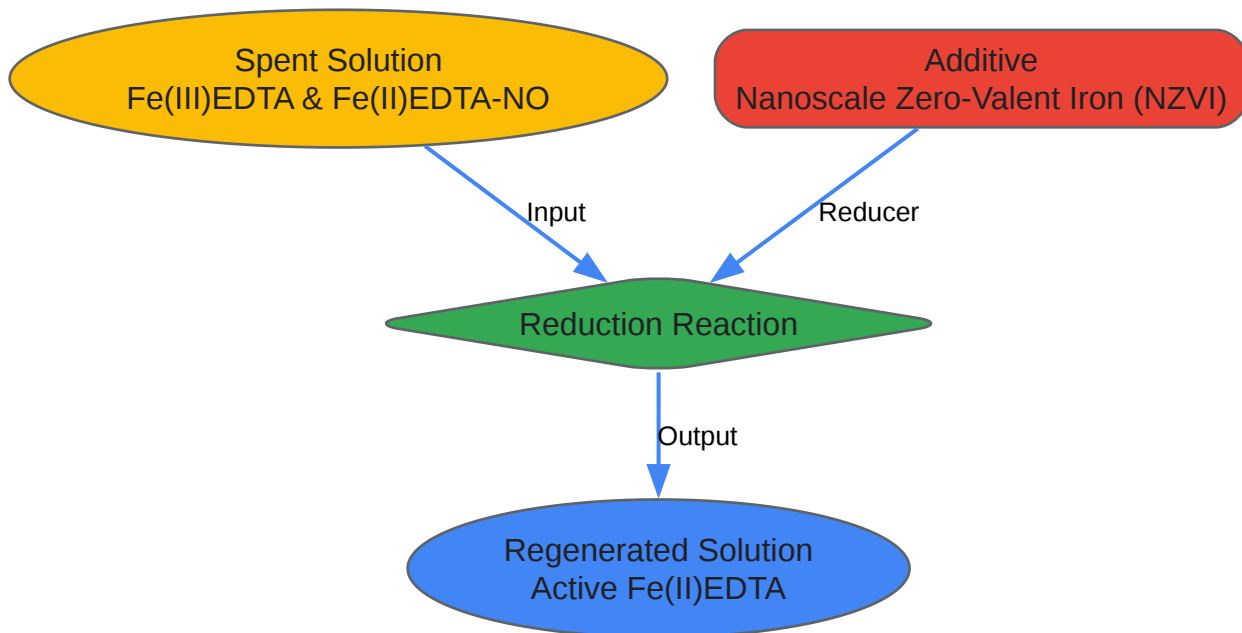 Spent Solution
Fe(III)EDTA & Fe(II)EDTA-NO
Additive
Nanoscale Zero-Valent Iron (NZVI)
Input
Reducer
Reduction Reaction
Output
Regenerated Solution
Active Fe(II)EDTA